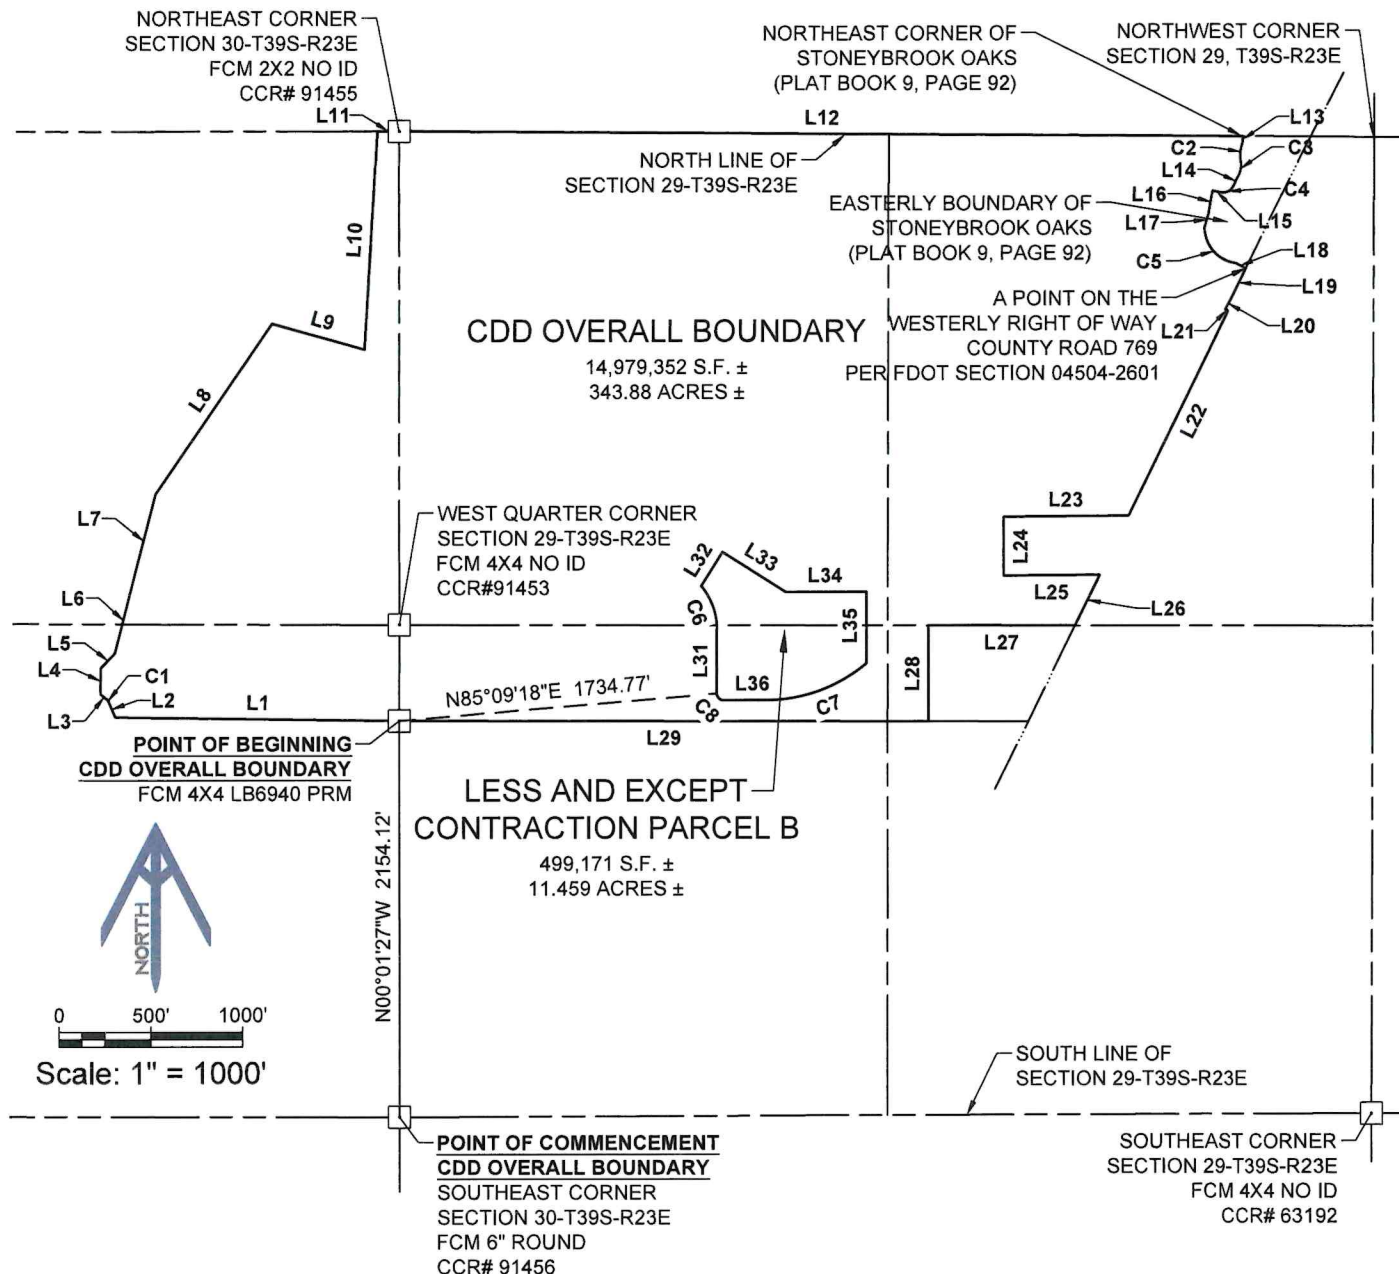 NORTHEAST CORNER
SECTION 30-T39S-R23E
FCM 2X2 NO ID
CCR# 91455
NORTHEAST CORNER OF
STONEYBROOK OAKS
(PLAT BOOK 9, PAGE 92)
NORTHWEST CORNER
SECTION 29, T39S-R23E
L11
L12
L13
NORTH LINE OF
SECTION 29-T39S-R23E
C2
C3
L14
C4
L16
EASTERLY BOUNDARY OF
STONEYBROOK OAKS
(PLAT BOOK 9, PAGE 92)
L17
L15
L18
C5
L19
L10
A POINT ON THE
WESTERLY RIGHT OF WAY
COUNTY ROAD 769
PER FDOT SECTION 04504-2601
L21
L20
L9
CDD OVERALL BOUNDARY
14,979,352 S.F. ±
343.88 ACRES ±
L8
L22
L7
WEST QUARTER CORNER
SECTION 29-T39S-R23E
FCM 4X4 NO ID
CCR#91453
L23
L24
L32
L33
L34
L25
L26
L6
C6
L35
L27
L5
L4
C1
L2
L3
L1
L31
L28
N85°09'18"E 1734.77'
L36
C8
C7
L29
POINT OF BEGINNING
CDD OVERALL BOUNDARY
FCM 4X4 LB6940 PRM
LESS AND EXCEPT
CONTRACTION PARCEL B
499,171 S.F. ±
11.459 ACRES ±
N00°01'27"W 2154.12'
NORTH
0 500' 1000'
Scale: 1" = 1000'
SOUTH LINE OF
SECTION 29-T39S-R23E
POINT OF COMMENCEMENT
CDD OVERALL BOUNDARY
SOUTHEAST CORNER
SECTION 30-T39S-R23E
FCM 6" ROUND
CCR# 91456
SOUTHEAST CORNER
SECTION 29-T39S-R23E
FCM 4X4 NO ID
CCR# 63192